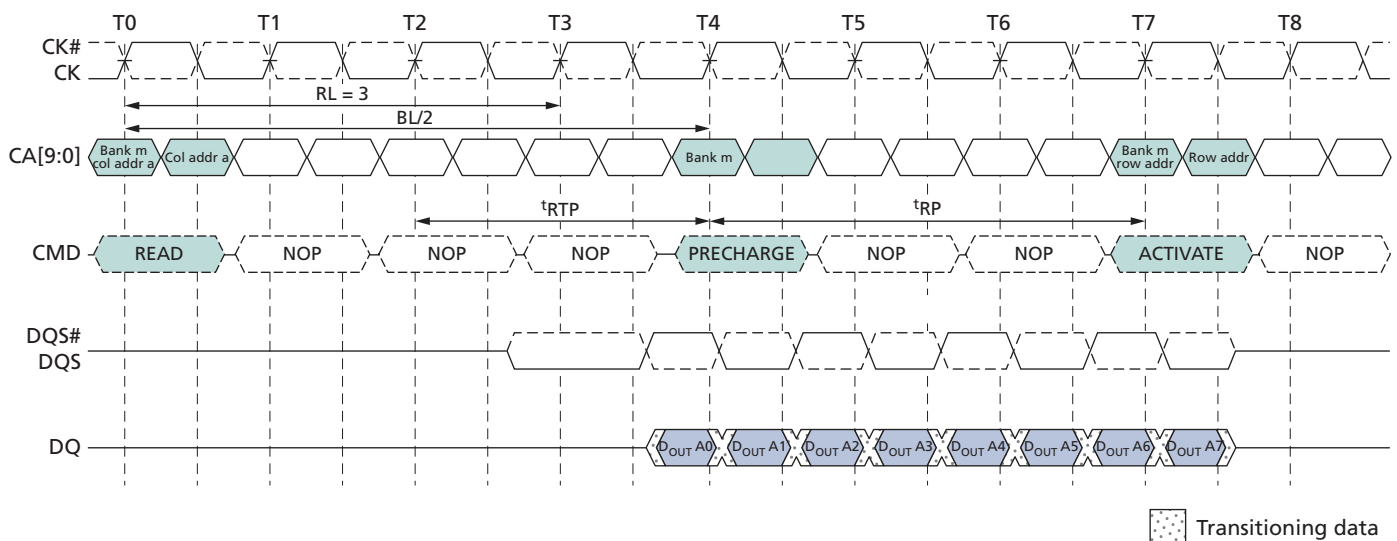 T0 T1 T2 T3 T4 T5 T6 T7 T8
CK#
CK
RL = 3
BL/2
CA[9:0] Bank m col addr a Col addr a Bank m Bank m row addr Row addr
tRTP tRP
CMD READ NOP NOP NOP PRECHARGE NOP NOP ACTIVATE NOP
DQS#
DQS
DQ DOUT A0 DOUT A1 DOUT A2 DOUT A3 DOUT A4 DOUT A5 DOUT A6 DOUT A7
Transitioning data